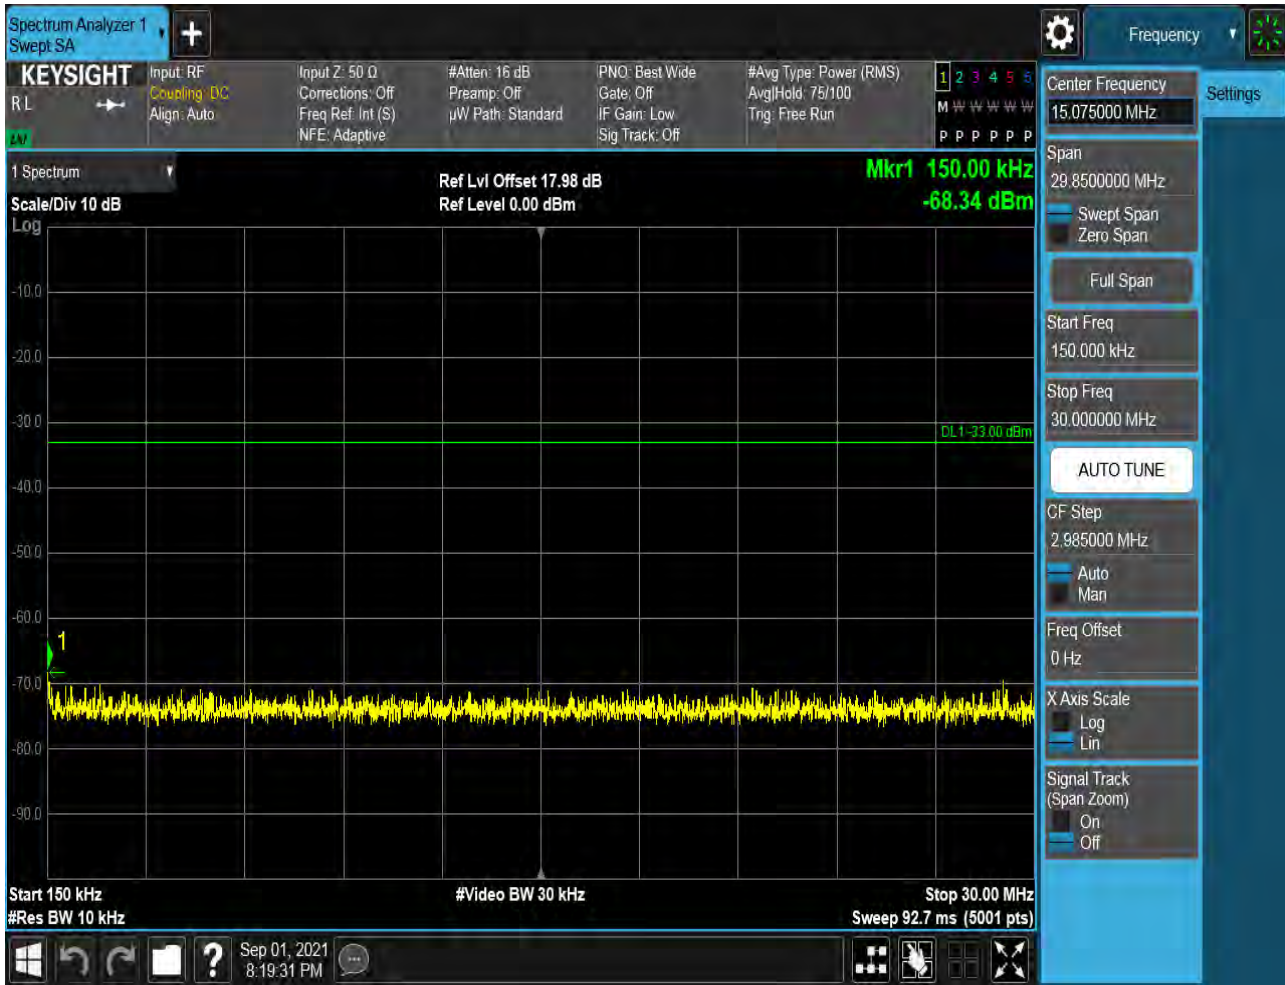 Spectrum Analyzer 1
Swept SA
Frequency
KEYSIGHT
R L
LNI
Input: RF
Coupling: DC
Align: Auto
Input Z: 50 Ω
Corrections: Off
Freq Ref: Int (S)
NFE: Adaptive
#Atten: 16 dB
Preamp: Off
µW Path: Standard
PNO: Best Wide
Gate: Off
IF Gain: Low
Sig Track: Off
#Avg Type: Power (RMS)
Avg|Hold: 75/100
Trig: Free Run
1 2 3 4 5 6
M W W W W W
P P P P P P
1 Spectrum
Scale/Div 10 dB
Log
Ref Lvl Offset 17.98 dB
Ref Level 0.00 dBm
Mkr1 150.00 kHz
-68.34 dBm
-10.0
-20.0
-30.0
DL1 -33.00 dBm
-40.0
-50.0
-60.0
1
-70.0
-80.0
-90.0
Start 150 kHz
#Res BW 10 kHz
#Video BW 30 kHz
Stop 30.00 MHz
Sweep 92.7 ms (5001 pts)
Sep 01, 2021
8:19:31 PM
Center Frequency
15.075000 MHz
Settings
Span
29.8500000 MHz
Swept Span
Zero Span
Full Span
Start Freq
150.000 kHz
Stop Freq
30.000000 MHz
AUTO TUNE
CF Step
2.985000 MHz
Auto
Man
Freq Offset
0 Hz
X Axis Scale
Log
Lin
Signal Track
(Span Zoom)
On
Off